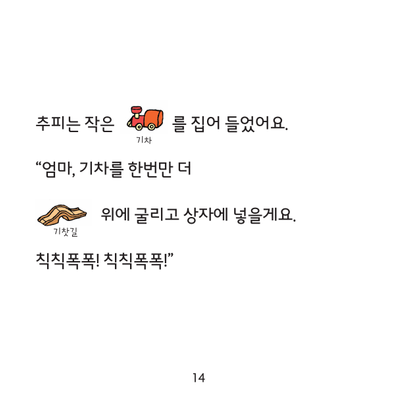 추피는 작은 를 집어 들었어요.
기차
“엄마, 기차를 한번만 더
위에 굴리고 상자에 넣을게요.
기찻길
칙칙폭폭! 칙칙폭폭!”
14